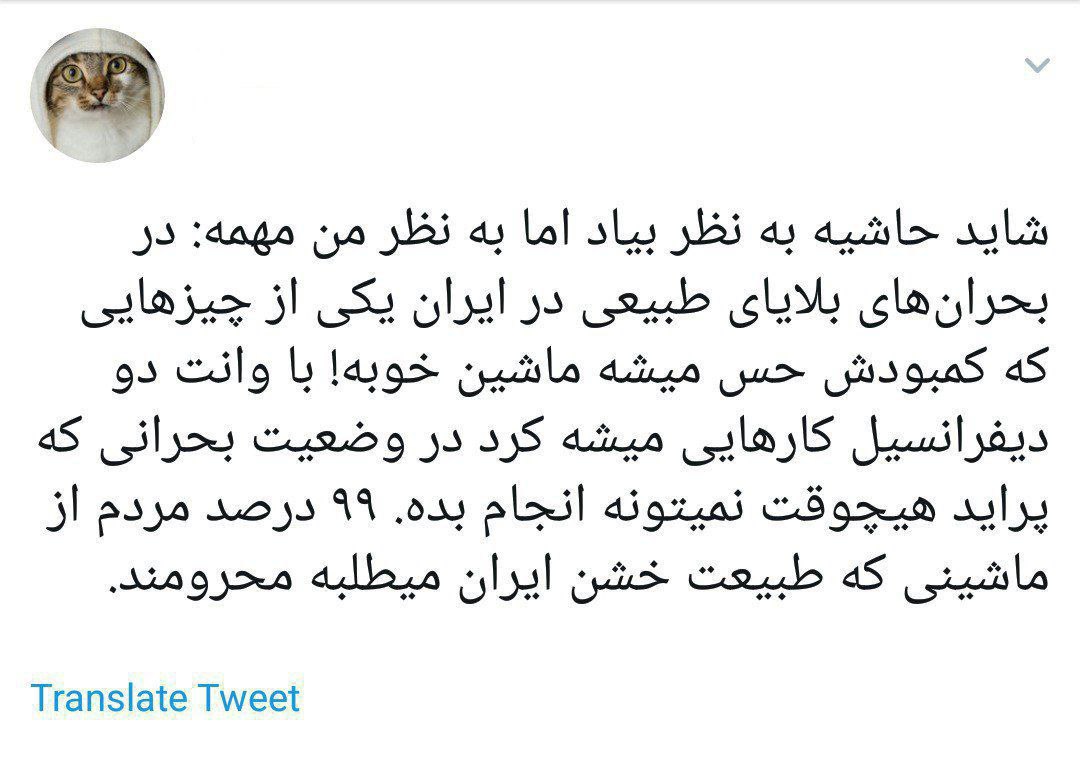 شاید حاشیه به نظر بیاد اما به نظر من مهمه: در
بحران‌های بلایای طبیعی در ایران یکی از چیزهایی
که کمبودش حس میشه ماشین خوبه! با وانت دو
دیفرانسیل کارهایی میشه کرد در وضعیت بحرانی که
پراید هیچوقت نمیتونه انجام بده. ۹۹ درصد مردم از
ماشینی که طبیعت خشن ایران میطلبه محرومند.
Translate Tweet